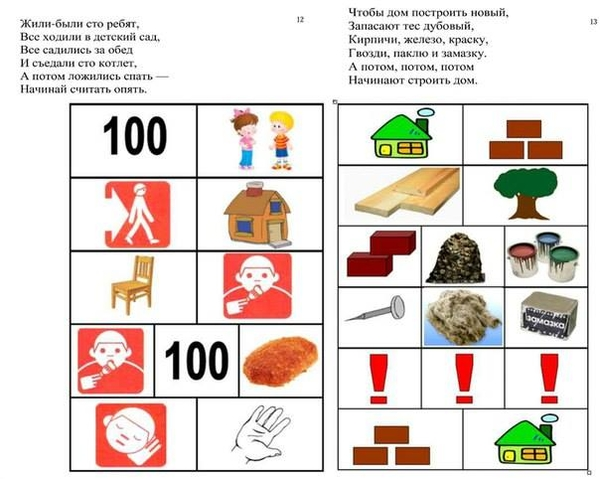 12
Жили-были сто ребят,
Все ходили в детский сад,
Все садились за обед
И съедали сто котлет,
А потом ложились спать —
Начинай считать опять.
100
100
13
Чтобы дом построить новый,
Запасают тес дубовый,
Кирпичи, железо, краску,
Гвозди, паклю и замазку.
А потом, потом, потом
Начинают строить дом.
замазка
! ! !